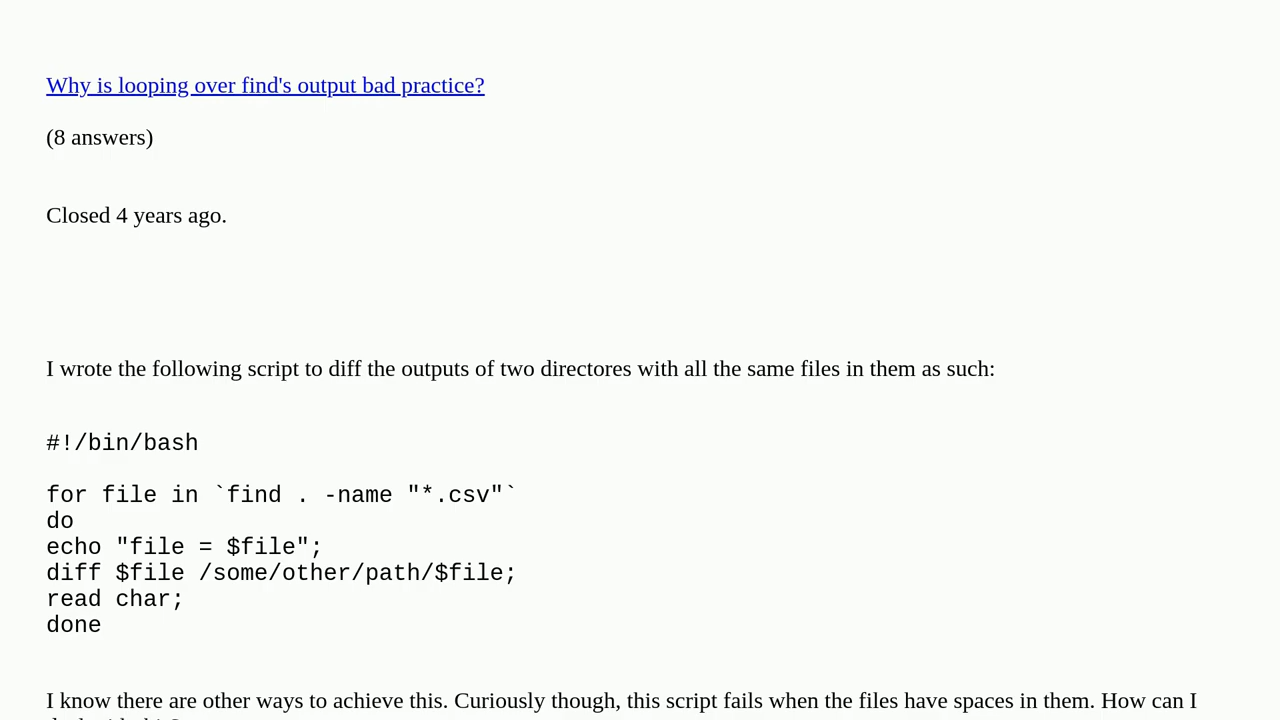 Why is looping over find's output bad practice?
(8 answers)
Closed 4 years ago.
I wrote the following script to diff the outputs of two directores with all the same files in them as such:
#!/bin/bash
for file in `find . -name "*.csv"`
do
echo "file = $file";
diff $file /some/other/path/$file;
read char;
done
I know there are other ways to achieve this. Curiously though, this script fails when the files have spaces in them. How can I